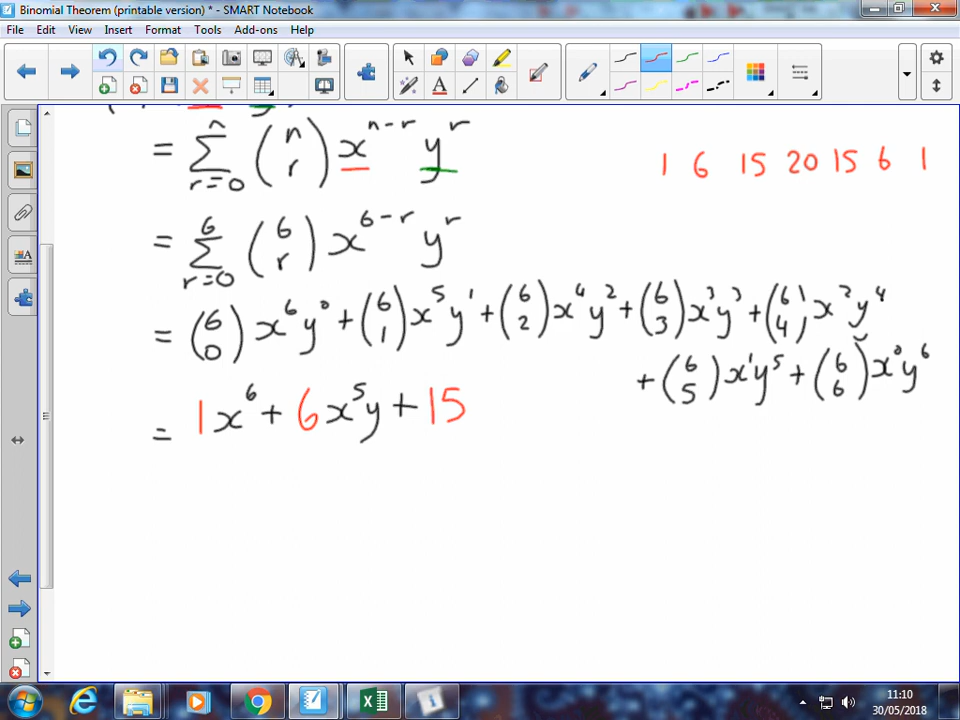 Binomial Theorem (printable version) * - SMART Notebook
File Edit View Insert Format Tools Add-ons Help
= n Σ r=0 (n r) x^n-r y^r
1 6 15 20 15 6 1
= 6 Σ r=0 (6 r) x^6-r y^r
= (6 0) x^6 y^0 + (6 1) x^5 y^1 + (6 2) x^4 y^2 + (6 3) x^3 y^3 + (6 4) x^2 y^4
+ (6 5) x^1 y^5 + (6 6) x^0 y^6
= 1x^6 + 6x^5y + 15
11:10
30/05/2018